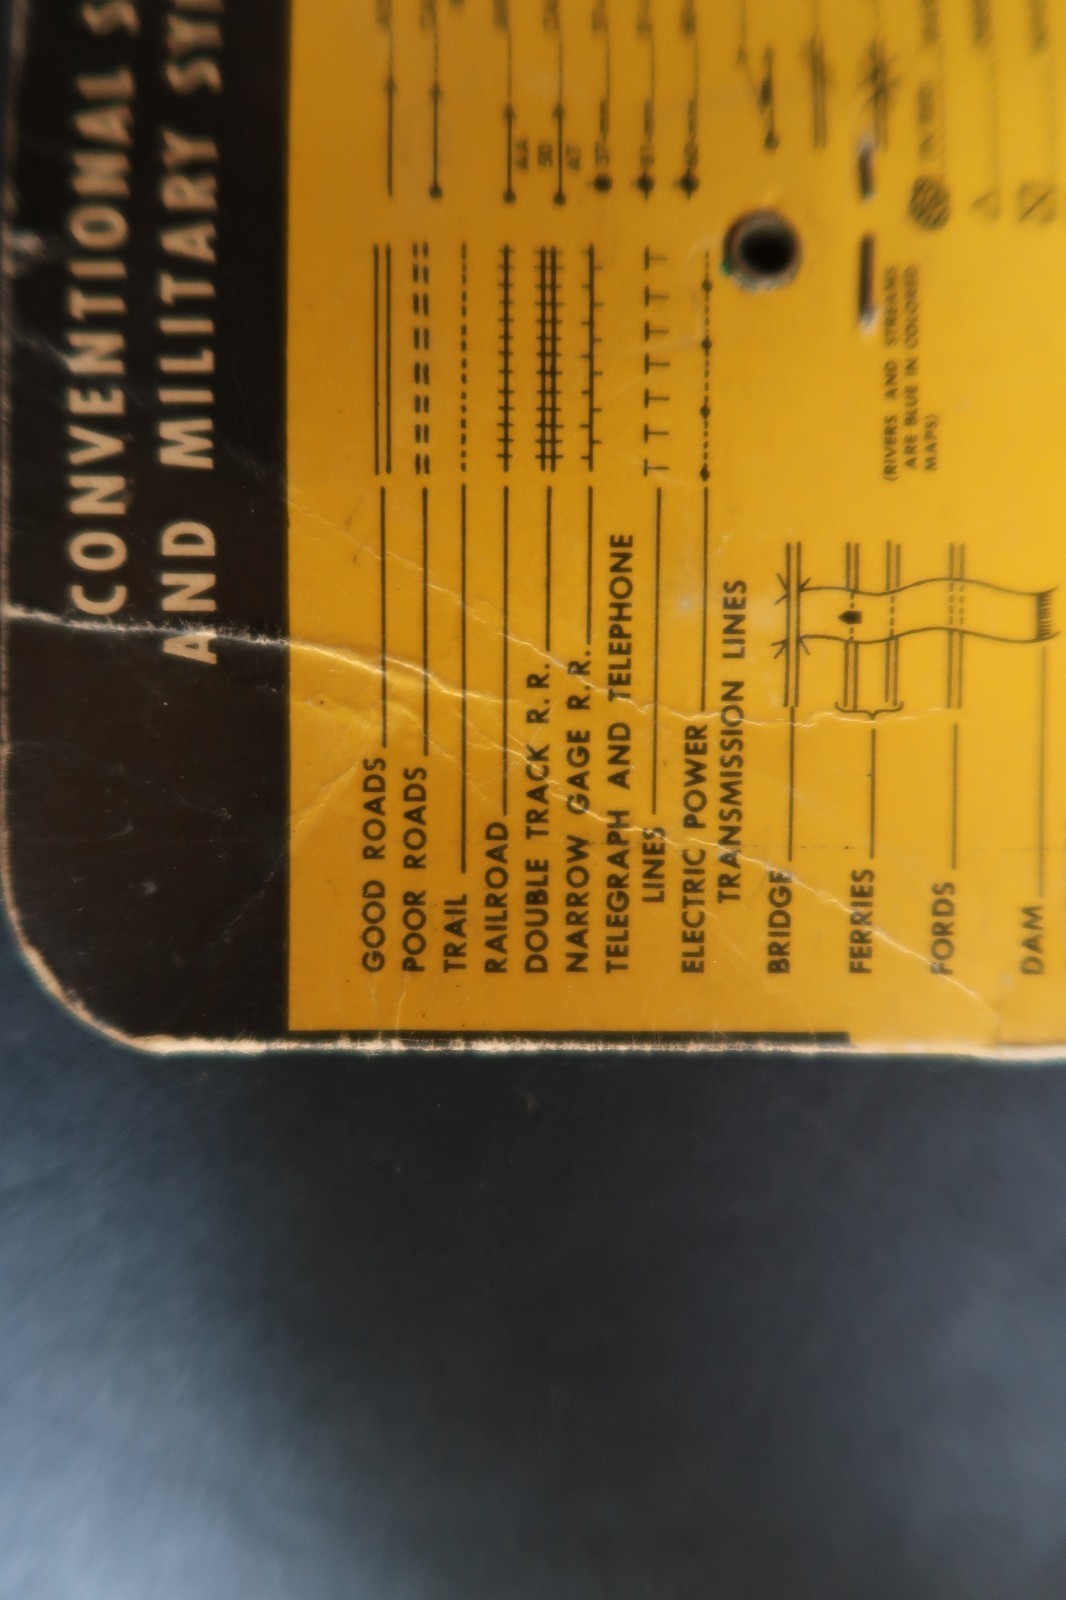 CONVENTIONAL S
AND MILITARY SY
GOOD ROADS
POOR ROADS
TRAIL
RAILROAD
DOUBLE TRACK R.R.
NARROW GAGE R.R.
TELEGRAPH AND TELEPHONE
LINES
T T T T T T
ELECTRIC POWER
TRANSMISSION LINES
BRIDGE
FERRIES
FORDS
DAM
(RIVERS AND STREAMS
ARE BLUE IN COLORED
MAPS)